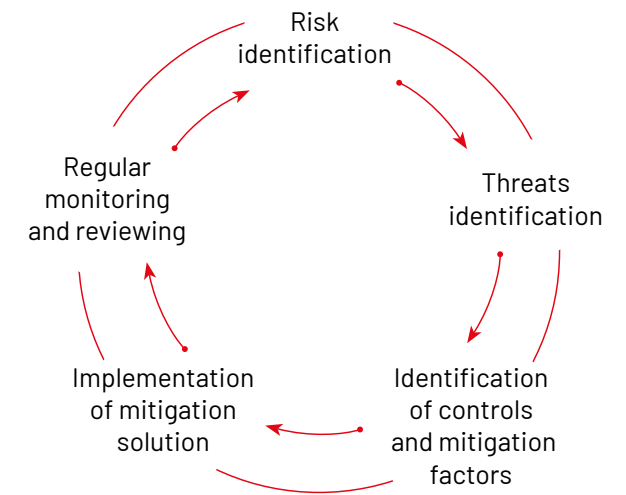 Risk
identification
Threats
identification
Identification
of controls
and mitigation
factors
Implementation
of mitigation
solution
Regular
monitoring
and reviewing